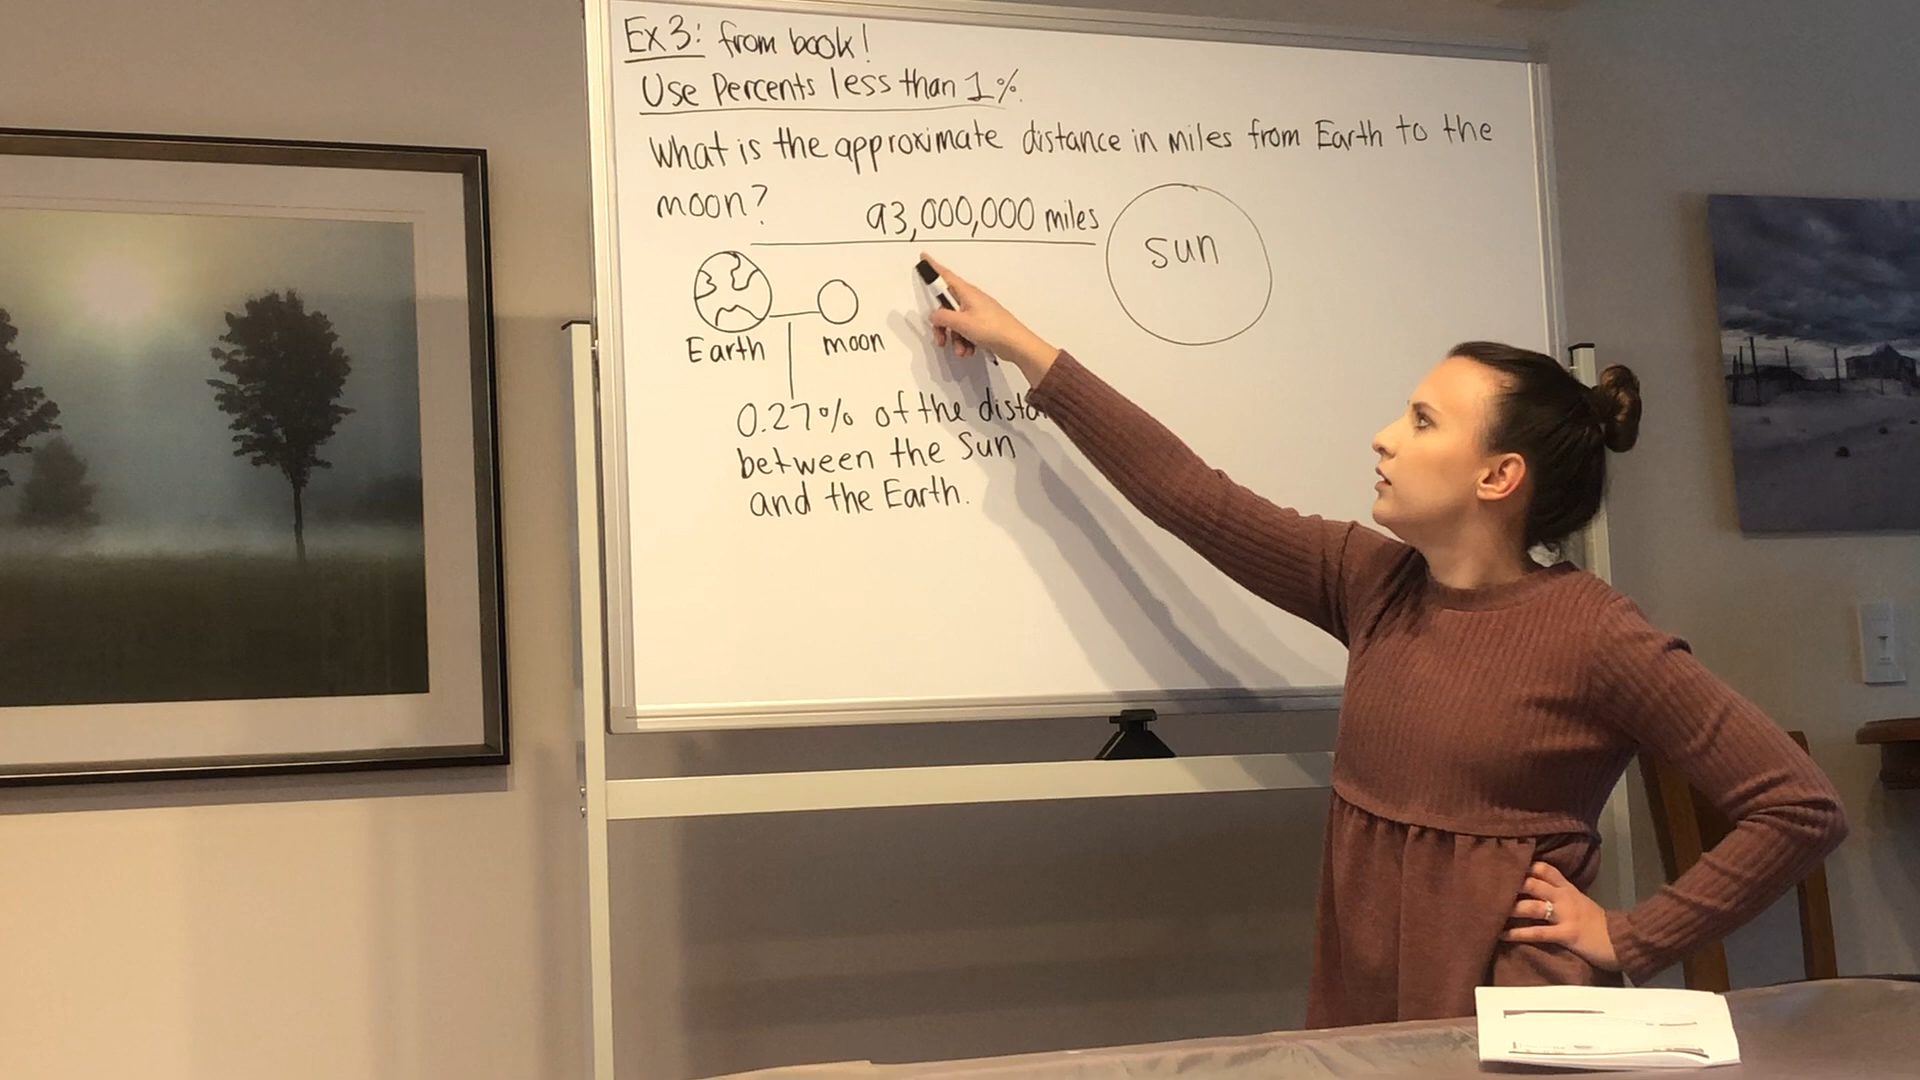 Ex 3: from book!
Use Percents less than 1%.
What is the approximate distance in miles from Earth to the
moon?
93,000,000 miles
sun
Earth
moon
0.27% of the
between the Sun
and the Earth.